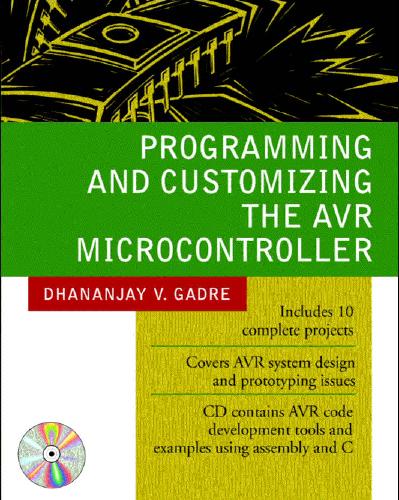 PROGRAMMING
AND CUSTOMIZING
THE AVR
MICROCONTROLLER
DHANANJAY V. GADRE
Includes 10
complete projects
Covers AVR system design
and prototyping issues
CD contains AVR code
development tools and
examples using assembly and C